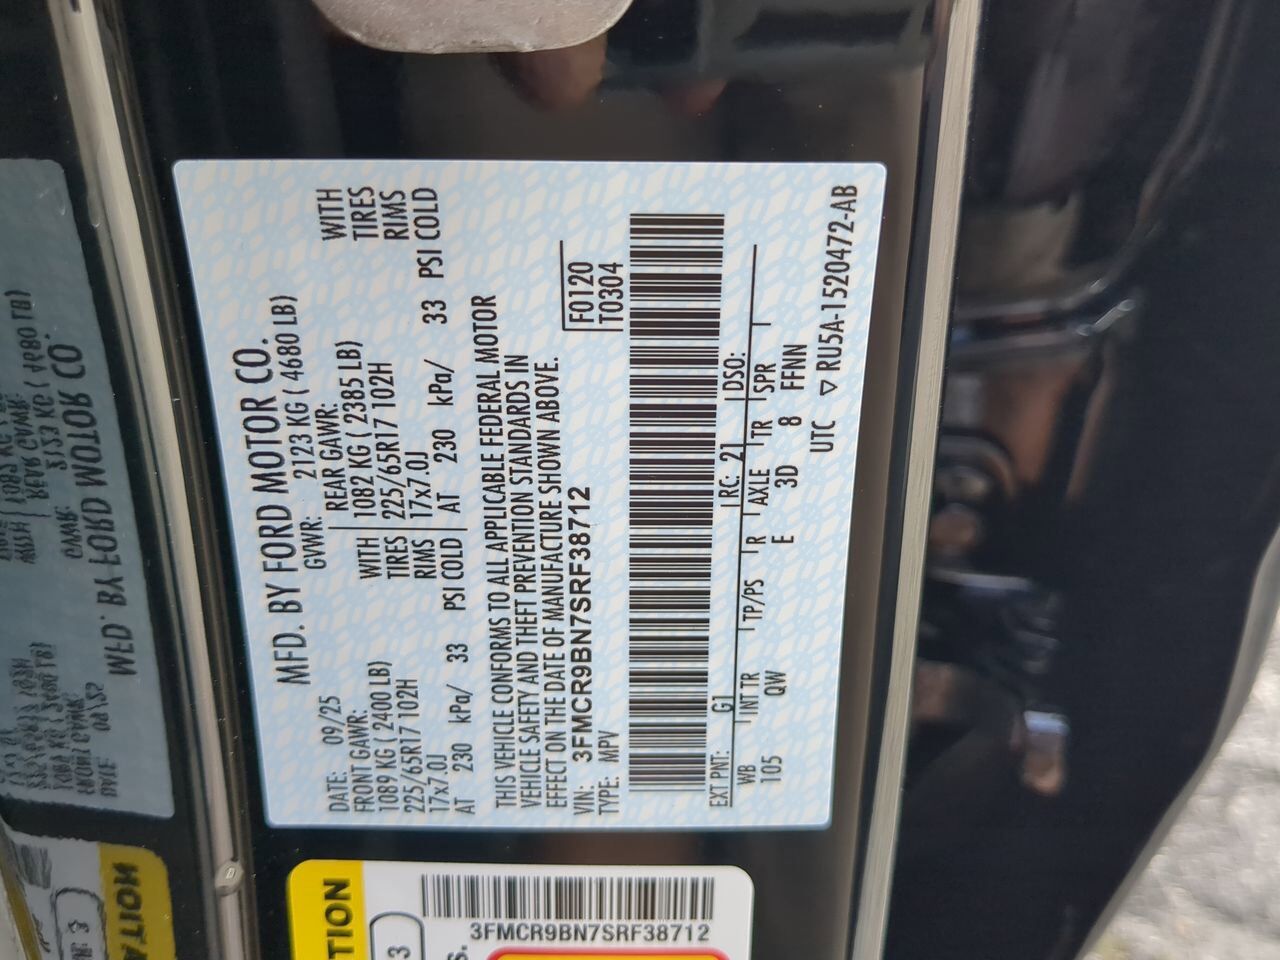 MFD. BY FORD MOTOR CO.
DATE: 09/25 GVWR: 2123 KG ( 4680 LB)
FRONT GAWR: REAR GAWR:
1089 KG ( 2400 LB) WITH 1082 KG ( 2385 LB) WITH
225/65R17 102H TIRES 225/65R17 102H TIRES
17x7.0J RIMS 17x7.0J RIMS
AT 230 kPa/ 33 PSI COLD AT 230 kPa/ 33 PSI COLD
THIS VEHICLE CONFORMS TO ALL APPLICABLE FEDERAL MOTOR
VEHICLE SAFETY AND THEFT PREVENTION STANDARDS IN
EFFECT ON THE DATE OF MANUFACTURE SHOWN ABOVE.
VIN: 3FMCR9BN7SRF38712 F0120
TYPE: MPV T0304
EXT PNT: G1 RC: 21 DSO:
WB INT TR TP/PS R AXLE TR SPR
105 QW E 3D 8 FFNN
UTC ▽ RU5A-1520472-AB
TION
3
3FMCR9BN7SRF38712
S.